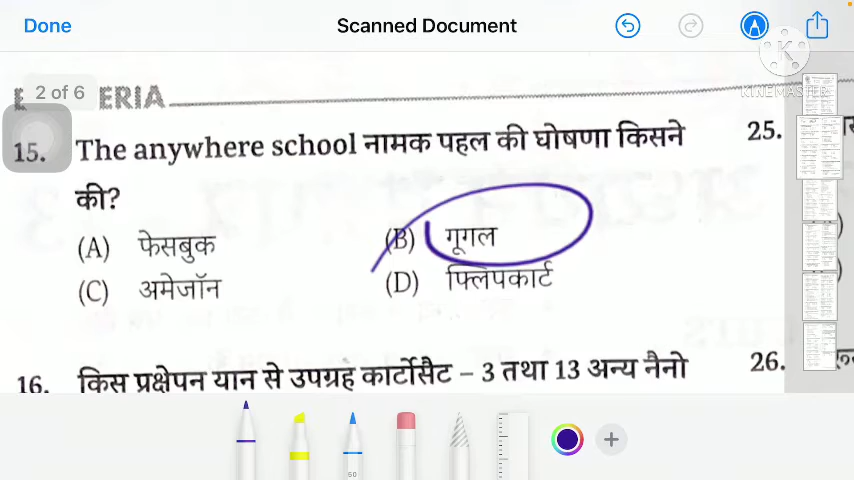 Done
Scanned Document
2 of 6
ERIA
KINEMASTER
15. The anywhere school नामक पहल की घोषणा किसने
की?
(A) फेसबुक
(B) गूगल
(C) अमेजॉन
(D) फ्लिपकार्ट
16. किस प्रक्षेपन यान से उपग्रह कार्टोसैट – 3 तथा 13 अन्य नैनो
25.
26.
50